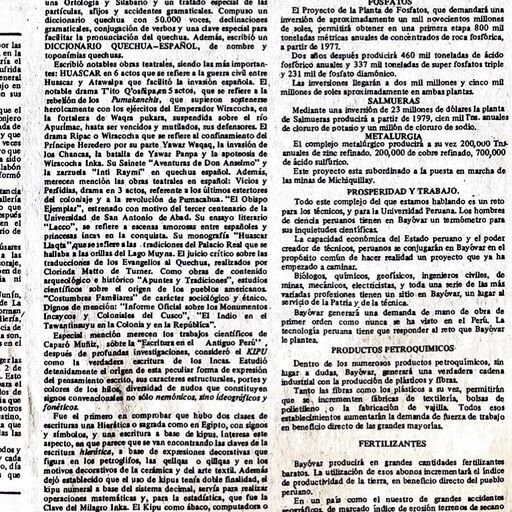 una Ortología y Silabario y un tratado especial de las
partículas, afijos y accidentes gramaticales. Compuso un
diccionario quechua con 50.000 voces, declinaciones
gramaticales, conjugación de verbos y una clave especial para
facilitar la pronunciación del quechua. Además, escribió un
DICCIONARIO QUECHUA-ESPAÑOL, de nombre y
toponimias quechuas.
Escribió notables obras teatrales, siendo las más importan-
tes: HUASCAR en 5 actos, que se refiere a la guerra civil entre
Huascar y Atawalpa que facilitó la invasión española. El
notable drama T'ito Q'osñipa, en 5 actos, que se refiere a la
rebelión de los Pumakanchis, que supieron sostenerse
heroicamente con los ejércitos del Emperador Wiracocha, en
la fortaleza de Waqra pukara, suspendida sobre el río
Apurímac, hasta ser vencidos y mutilados, sus defensores. El
drama Ripac o Wiracocha que se refiere al confinamiento del
Príncipe Heredero por su parte Yawar Waqaq, la invasión de
los Chancas, la batalla de Yawar Panpa y la apoteosis de
Wiracocha Inka. Su Sainete "Aventuras de Don Anselmo" y
la zarzuela "Inti Raymi" en quechua español. Además,
merecen mención las obras teatrales en español: Vicios y
Perfidias, drama en 3 actos, referente a los últimos esteriores
del coloniaje y a la revolución de Pumacahua. "El Obispo
Ejemplar", estrenado con motivo del tercer centenario de la
Universidad de San Antonio de Abad. Su ensayo literario
"Lacco", se refiere a escenas amorosas entre españoles y
princesas incas en la conquista. Su monografía "Huascar
Llaqta", que se refiere a las tradiciones del Palacio Real que se
hallaba a las orillas del Lago Muyna. El juicio crítico sobre las
traducciones de los Evangelios al Quechua, realizados por
Clorinda Matto de Turner. Como obras de contenido
arqueológico e histórico "Apuntes y Tradiciones", estudios
científicos sobre el origen de los pueblos americanos.
"Costumbres Familiares" de carácter sociológico y étnico.
Dignos de mención: "Informe Oficial sobre los Monumentos
Incaycos y Coloniales del Cusco". "El Indio en el
Tawantinsuyu en la Colonia y en la República".
Especial mención merecen los trabajos científicos de
Caparó Muñiz, sobre la "Escritura en el Antiguo Perú",
después de profundas investigaciones, consideró el KIPU
como la verdadera escritura de los Incas. Estudió
detenidamente el origen de esta peculiar forma de expresión
del pensamiento escrito, sus caracteres estructurales, portes y
colores de los hilos, diversidad de nudos que constituyen
signos convencionales no sólo nemónicos, sino ideográficos y
fonéticos.
Fue el primero en comprobar que hubo dos clases de
escrituras una Hierática o sagrada como en Egipto, con signos
y símbolos, y una escritura a base de kipus. Interesa este
aspecto, en que parece que se van encontrando las claves de la
escritura hierática, a base de expresiones decorativas que
figura en los petroglifos, las qellqas o qillqas y en los
motivos decorativos de la cerámica y del arte textil. Además
dejó establecido que el uso de kipus tenía doble finalidad, el
kipu numeral a base del sistema decimal, servía para realizar
operaciones matemáticas y, para la estadística, que fue la
Clave del Milagro Inka. El Kipu como ábaco, computadora o
FOSFATOS
El Proyecto de la Planta de Fosfatos, que demandará una
inversión de aproximadamente un mil novecientos millones
de soles, permitirá obtener en una primera etapa 800 mil
toneladas métricas anuales de concentrados de roca fosfórica,
a partir de 1977.
Dos años después producirá 460 mil toneladas de ácido
fosfórico anuales y 337 mil toneladas de super fosfatos triple
y 231 mil de fosfato diamónico.
Las inversiones llegarán a dos mil millones y cinco mil
millones de soles aproximadamente en ambas plantas.
SALMUERAS
Mediante una inversión de 23 millones de dólares la planta
de Salmueras producirá a partir de 1979, cien mil Tns. anuales
de cloruro de potasio y un millón de cloruro de sodio.
METALURGIA.
El complejo metalúrgico producirá a su vez 200,000 Tns-
anuales de zinc refinado, 200,000 de cobre refinado, 700,000
de ácido sulfúrico.
Este proyecto esta subordinado a la puesta en marcha de
las minas de Michiquillay.
PROSPERIDAD Y TRABAJO.
Todo este complejo del que estamos hablando es un reto
para los técnicos, y para la Universidad Peruana. Los hombres
de ciencia peruanos tienen en Bayóvar un termómetro para
sus inquietudes científicas.
La capacidad económica del Estado peruano y el poder
creador de técnicos, peruanos se conjugarán en Bayóvar en el
propósito común de hacer realidad un proyecto que ya ha
empezado a caminar.
Biólogos, químicos, geofísicos, ingenieros civiles, de
minas, mecánicos, electricistas, y toda una serie de las más
variadas profesiones tienen un sitio en Bayóvar, un lugar al
servicio de la Patria y de la técnica.
Bayóvar generará una demanda de mano de obra de
primer orden como nunca se ha visto en el Perú. La
tecnología peruana tiene que responder al reto que Bayóvar
le plantea.
PRODUCTOS PETROQUIMICOS
Dentro de los numerosos productos petroquímicos, sin
lugar a dudas, Bayóvar, generará una verdadera cadena
industrial con la producción de plásticos y fibras.
Tanto las fibras como los plásticos a su vez, permitirán
que se incrementen fábricas de textilería, bolsas de
polietileno, o la fabricación de vajilla. Todos esos
establecimientos aumentarán la demanda de fuerza de trabajo
en beneficio directo de las grandes mayorías.
FERTILIZANTES
Bayóvar producirá en grandes cantidades fertilizantes
baratos. La utilización de esos abonos incrementará el índice
de productividad de la tierra, en beneficio directo del pueblo
peruano.
En un país como el nuestro de grandes accidentes
geográficos, de marcado índice de erosión terrenos de secano